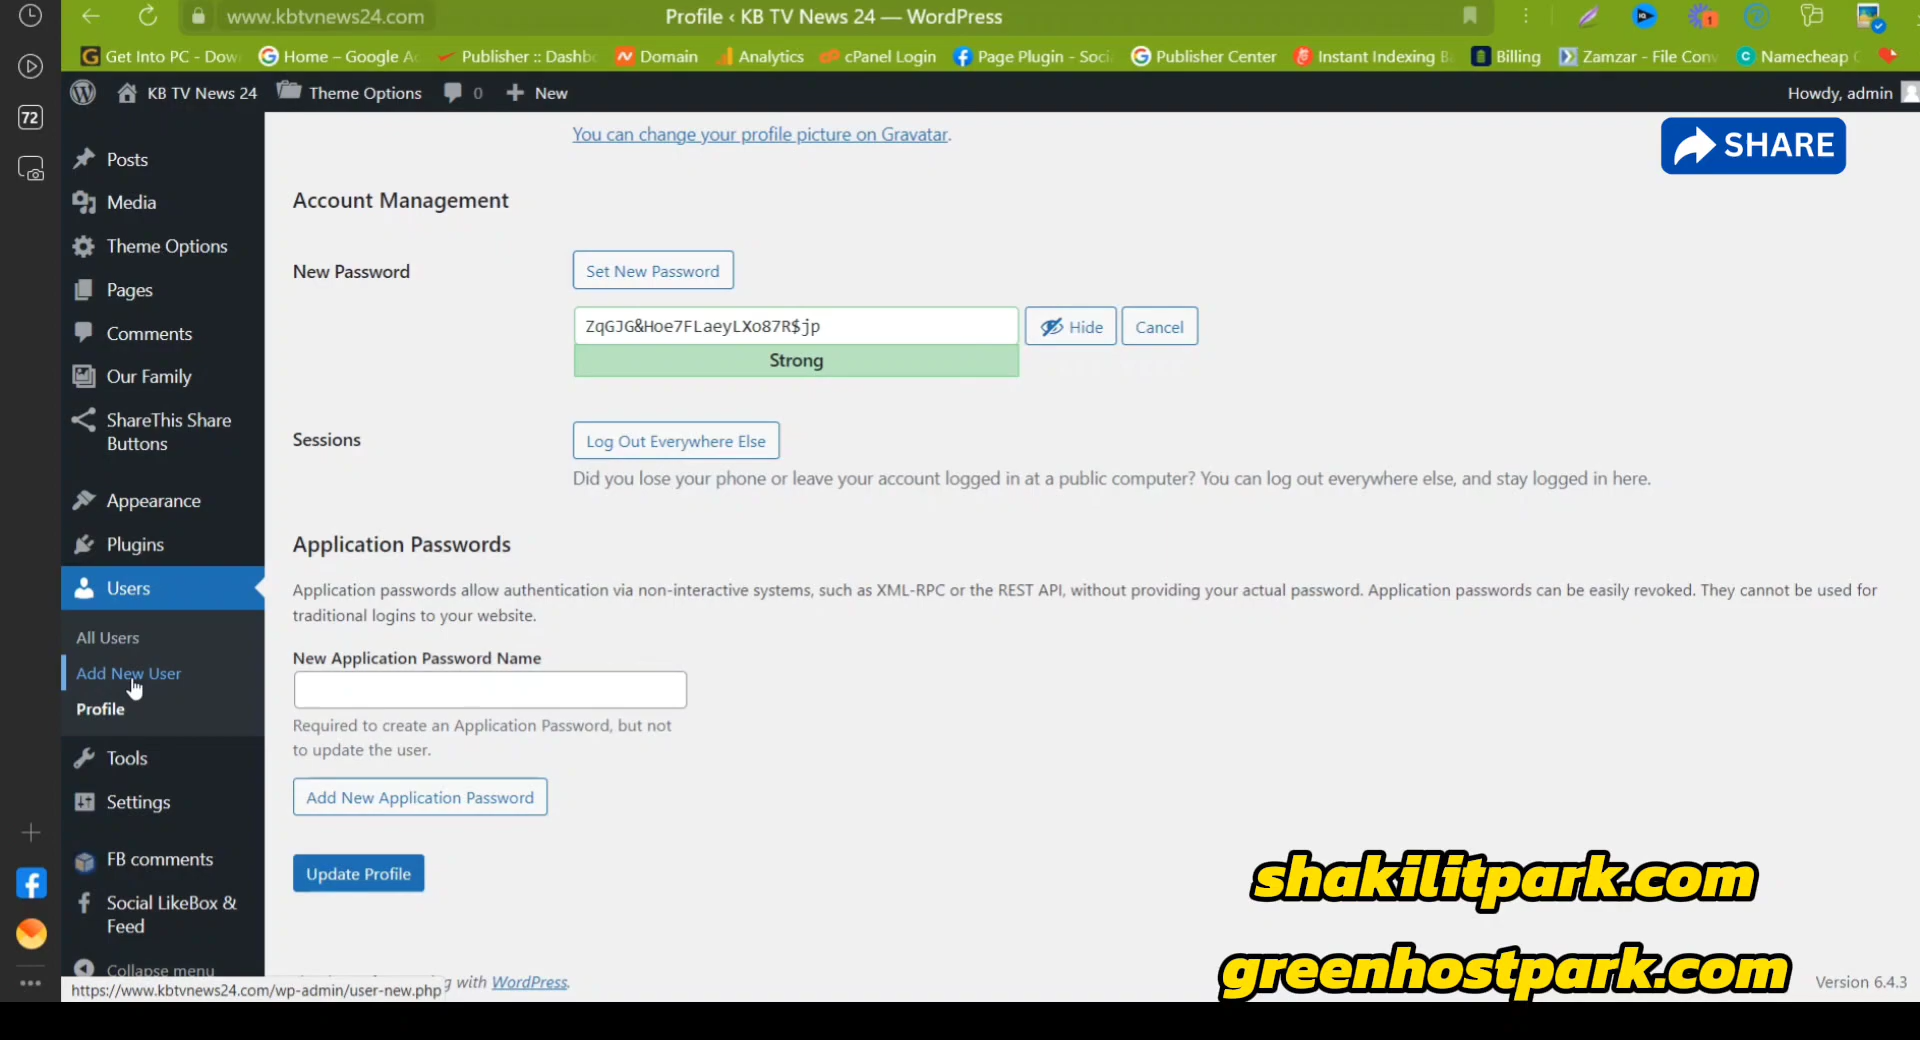 www.kbtvnews24.com
Profile ‹ KB TV News 24 — WordPress
Get Into PC - Dow
Home – Google Ac
Publisher :: Dashb
Domain
Analytics
cPanel Login
Page Plugin - Soci
Publisher Center
Instant Indexing Ba
Billing
Zamzar - File Conv
Namecheap
72
KB TV News 24
Theme Options
0
New
Howdy, admin
Posts
Media
Theme Options
Pages
Comments
Our Family
ShareThis Share
Buttons
Appearance
Plugins
Users
All Users
Add New User
Profile
Tools
Settings
FB comments
Social LikeBox &
Feed
Collapse menu
You can change your profile picture on Gravatar.
SHARE
Account Management
New Password
Set New Password
ZqGJG&Hoe7FLaeyLXo87R$jp
Hide
Cancel
Strong
Sessions
Log Out Everywhere Else
Did you lose your phone or leave your account logged in at a public computer? You can log out everywhere else, and stay logged in here.
Application Passwords
Application passwords allow authentication via non-interactive systems, such as XML-RPC or the REST API, without providing your actual password. Application passwords can be easily revoked. They cannot be used for
traditional logins to your website.
New Application Password Name
Required to create an Application Password, but not
to update the user.
Add New Application Password
Update Profile
shakilitpark.com
greenhostpark.com
https://www.kbtvnews24.com/wp-admin/user-new.php
g with WordPress.
Version 6.4.3